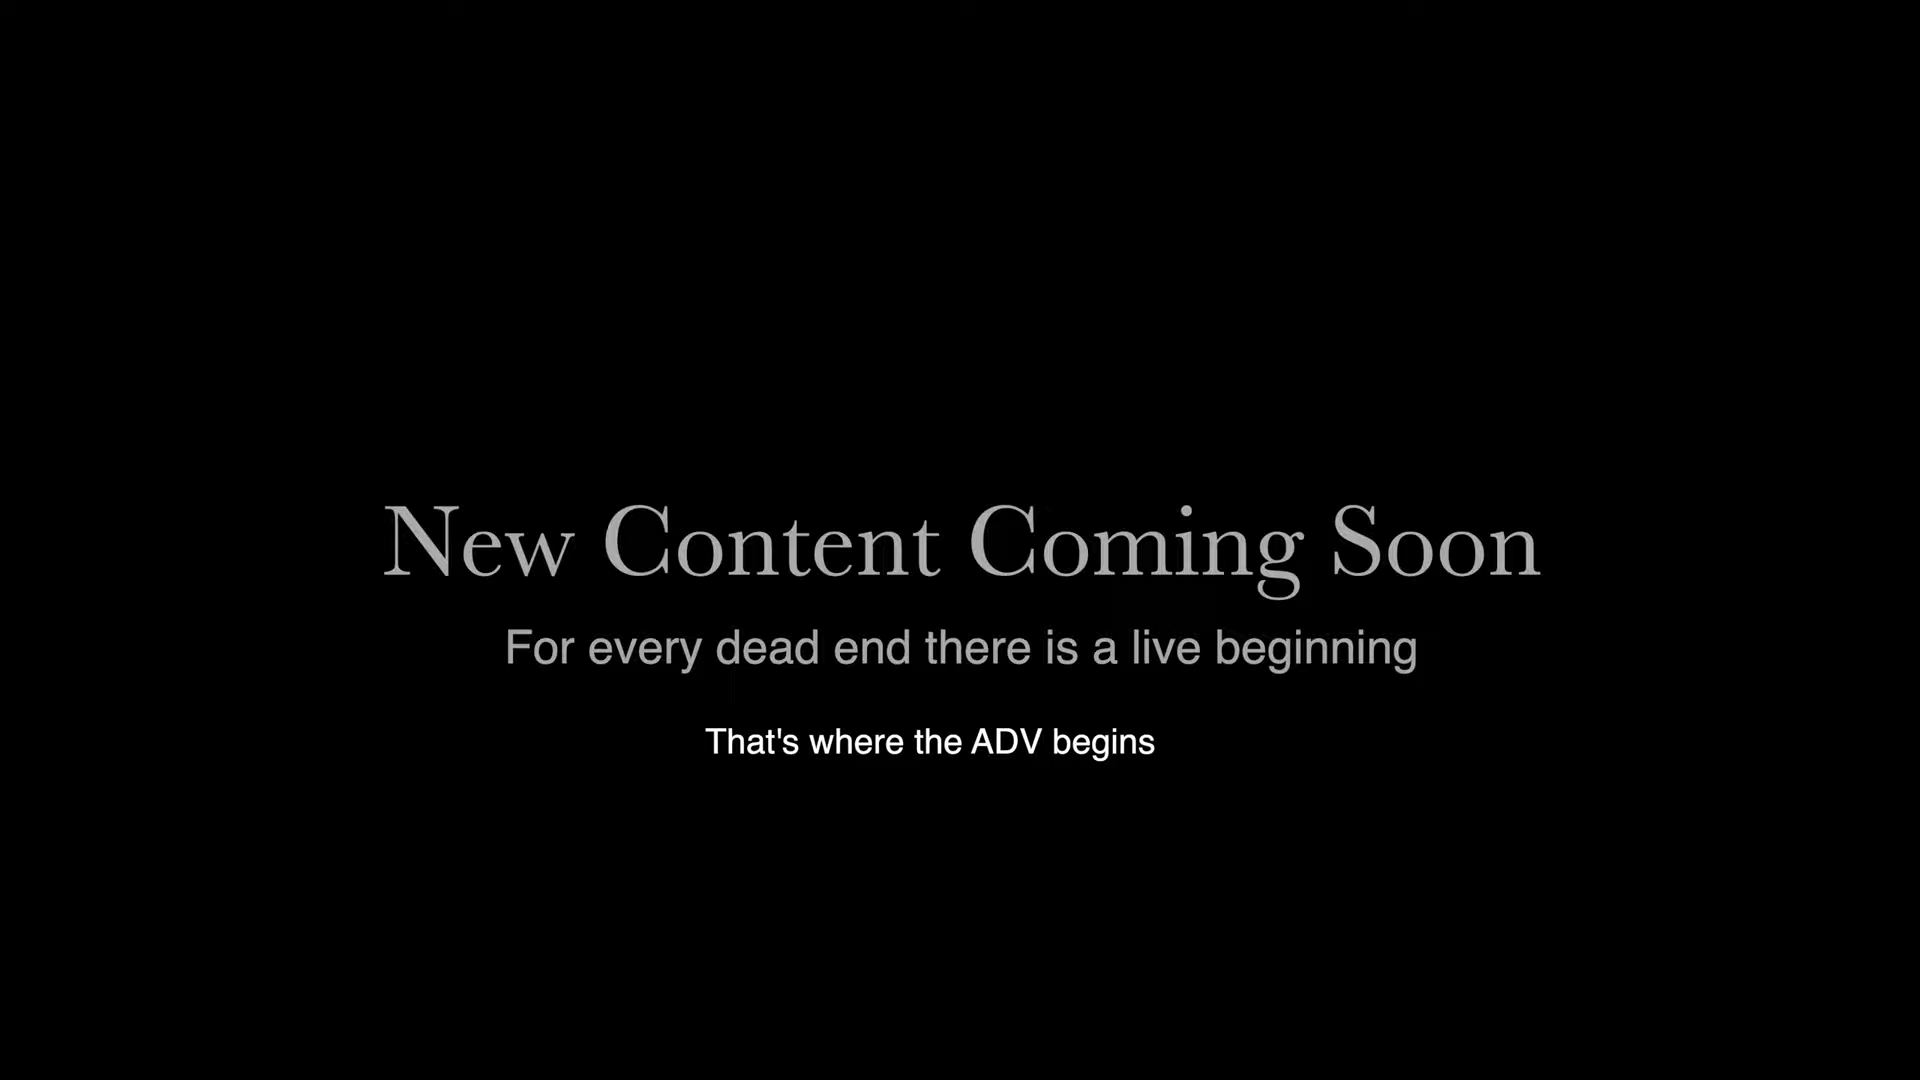 New Content Coming Soon
For every dead end there is a live beginning
That's where the ADV begins